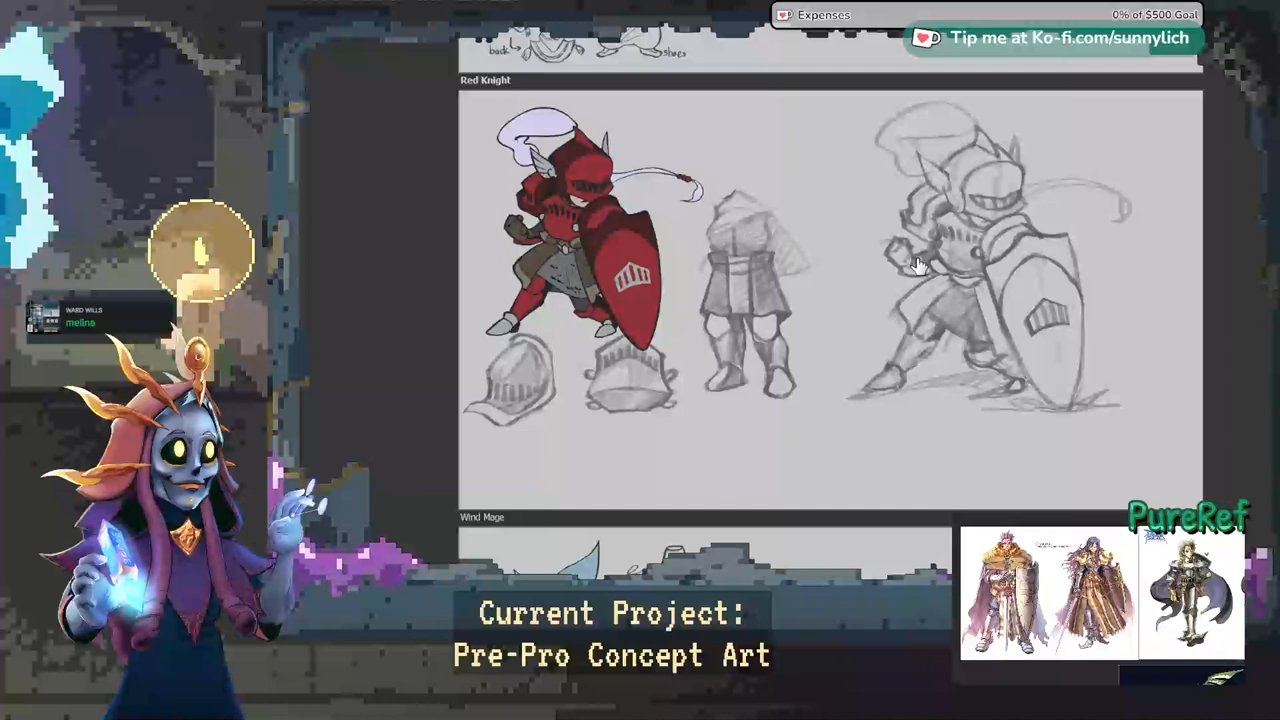 Expenses
0% of $500 Goal
Tip me at Ko-fi.com/sunnylich
back
shoes
Red Knight
WARD WILLS
melino
Wind Mage
PureRef
Current Project:
Pre-Pro Concept Art